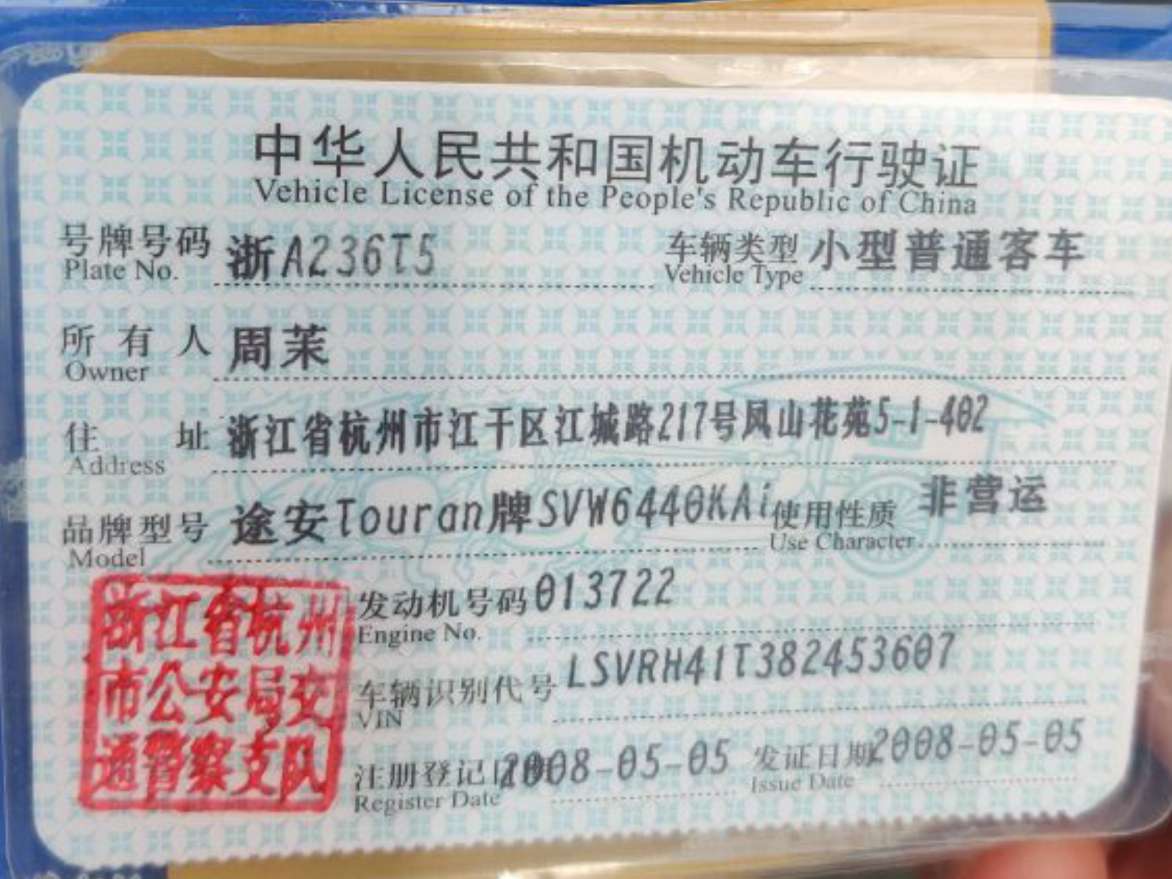 中华人民共和国机动车行驶证
Vehicle License of the People's Republic of China
号牌号码 浙A236T5 车辆类型 小型普通客车
Plate No. Vehicle Type
所有人 周茉
Owner
住址 浙江省杭州市江干区江城路217号凤山花苑5-1-402
Address
品牌型号 途安Touran牌SVW6440KAi 使用性质 非营运
Model Use Character
发动机号码 013722
Engine No.
车辆识别代号 LSVRH41T382453607
VIN
注册登记日期 2008-05-05 发证日期 2008-05-05
Register Date Issue Date
浙江省杭州
市公安局交
通警察支队